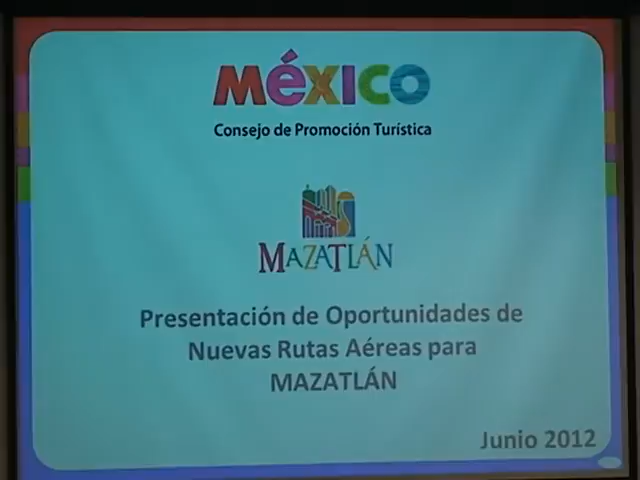 MéXICO
Consejo de Promoción Turística
MAZATLÁN
Presentación de Oportunidades de
Nuevas Rutas Aéreas para
MAZATLÁN
Junio 2012